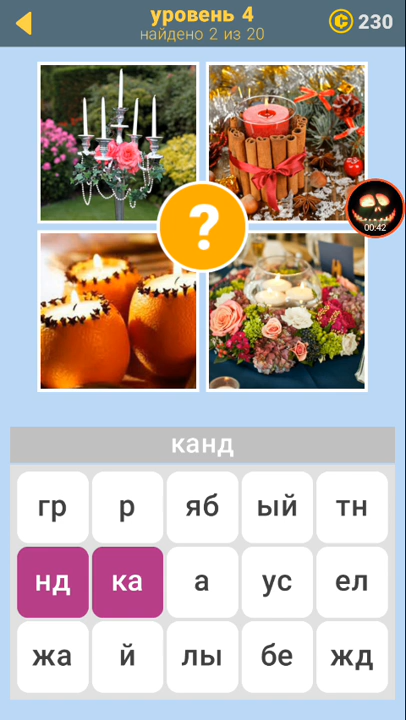 уровень 4
найдено 2 из 20
230
?
00:42
канд
гр р яб ый тн
нд ка а ус ел
жа й лы бе жд